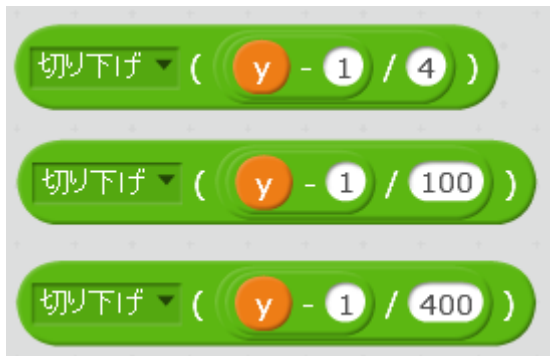 切り下げ ( y - 1 / 4 )
切り下げ ( y - 1 / 100 )
切り下げ ( y - 1 / 400 )